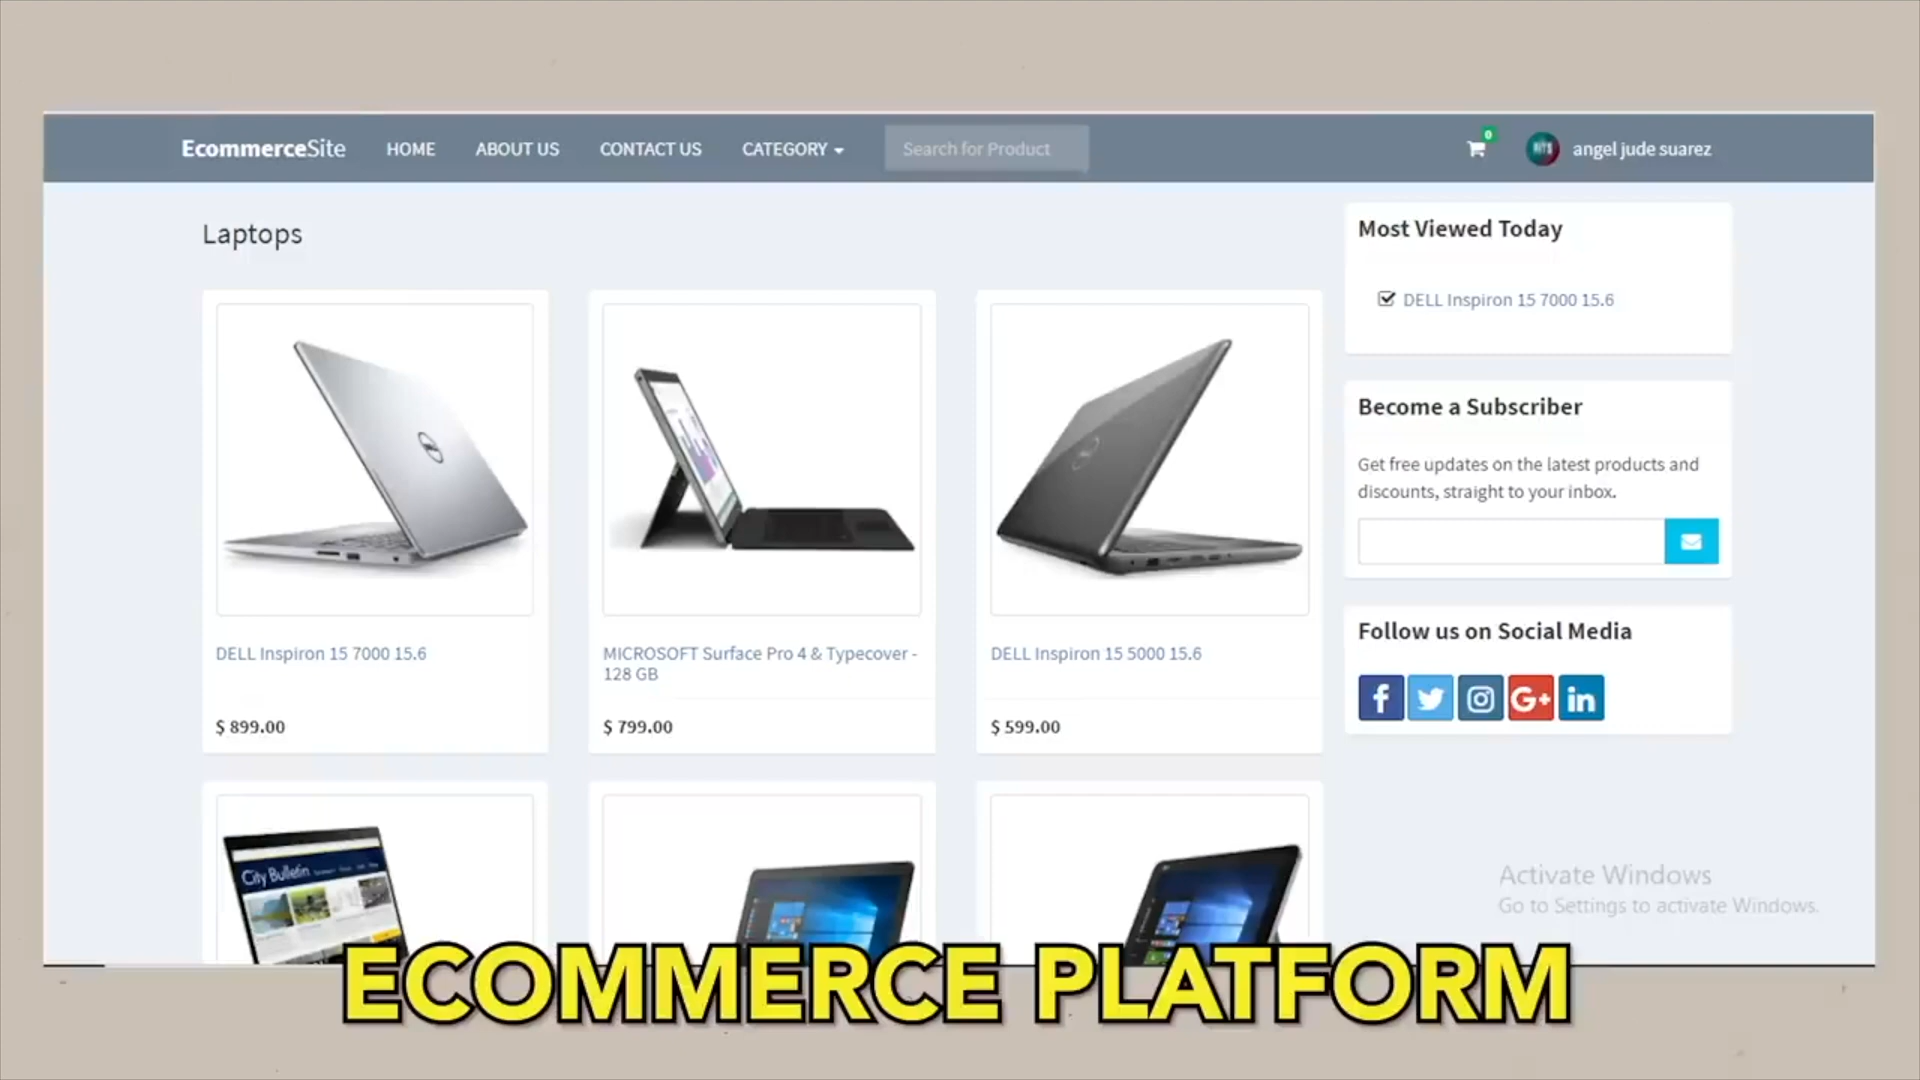 EcommerceSite
HOME
ABOUT US
CONTACT US
CATEGORY
Search for Product
0
angel jude suarez
Laptops
DELL Inspiron 15 7000 15.6
$ 899.00
MICROSOFT Surface Pro 4 & Typecover -
128 GB
$ 799.00
DELL Inspiron 15 5000 15.6
$ 599.00
City Bulletin
Most Viewed Today
DELL Inspiron 15 7000 15.6
Become a Subscriber
Get free updates on the latest products and
discounts, straight to your inbox.
Follow us on Social Media
f
G+
in
Activate Windows
Go to Settings to activate Windows.
ECOMMERCE PLATFORM